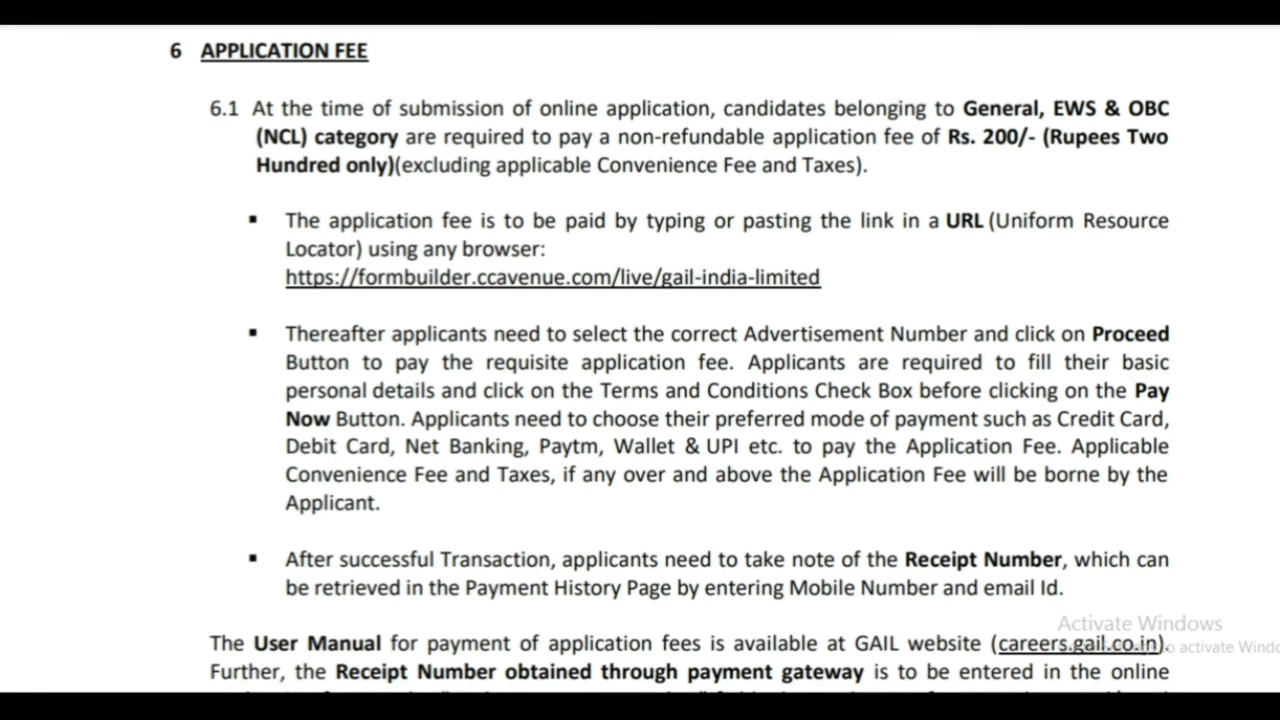 6 APPLICATION FEE
6.1 At the time of submission of online application, candidates belonging to General, EWS & OBC
(NCL) category are required to pay a non-refundable application fee of Rs. 200/- (Rupees Two
Hundred only)(excluding applicable Convenience Fee and Taxes).
▪ The application fee is to be paid by typing or pasting the link in a URL (Uniform Resource
Locator) using any browser:
https://formbuilder.ccavenue.com/live/gail-india-limited
▪ Thereafter applicants need to select the correct Advertisement Number and click on Proceed
Button to pay the requisite application fee. Applicants are required to fill their basic
personal details and click on the Terms and Conditions Check Box before clicking on the Pay
Now Button. Applicants need to choose their preferred mode of payment such as Credit Card,
Debit Card, Net Banking, Paytm, Wallet & UPI etc. to pay the Application Fee. Applicable
Convenience Fee and Taxes, if any over and above the Application Fee will be borne by the
Applicant.
▪ After successful Transaction, applicants need to take note of the Receipt Number, which can
be retrieved in the Payment History Page by entering Mobile Number and email Id.
Activate Windows
The User Manual for payment of application fees is available at GAIL website (careers.gail.co.in).
to activate Windo
Further, the Receipt Number obtained through payment gateway is to be entered in the online